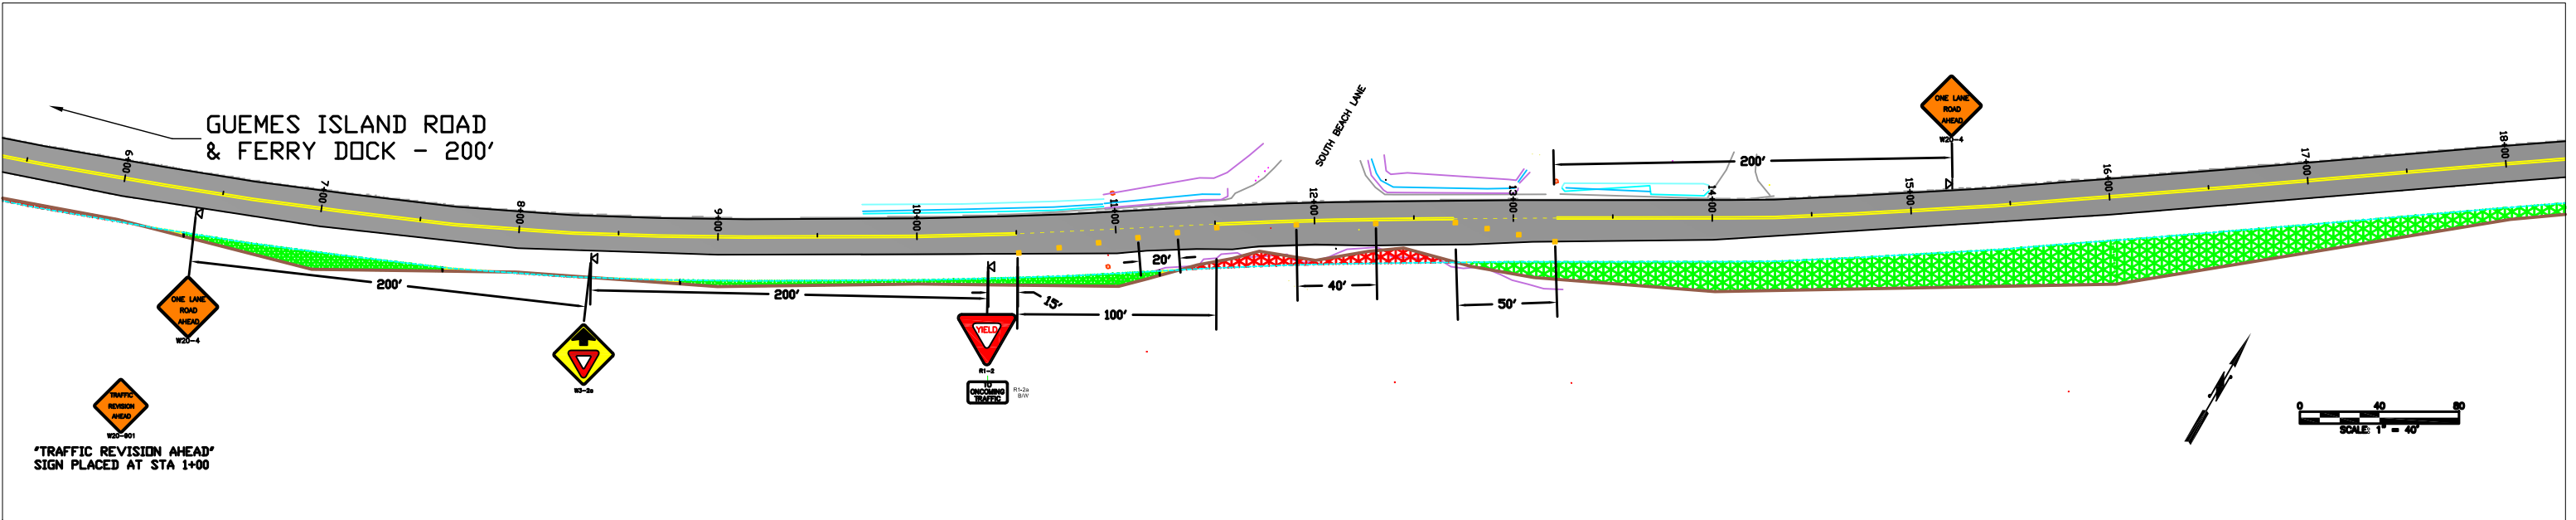 GUEMES ISLAND ROAD
& FERRY DOCK - 200'
SOUTH BEACH LANE
ONE LANE
ROAD
AHEAD
W20-4
200'
6+00
7+00
8+00
9+00
10+00
11+00
12+00
13+00
14+00
15+00
16+00
17+00
18+00
200'
200'
20'
15'
100'
40'
50'
ONE LANE
ROAD
AHEAD
W20-4
W3-2a
YIELD
R1-2
TO
ONCOMING
TRAFFIC
R1-2a
B/W
TRAFFIC
REVISION
AHEAD
W20-901
"TRAFFIC REVISION AHEAD"
SIGN PLACED AT STA 1+00
0 40 80
SCALE: 1" = 40'